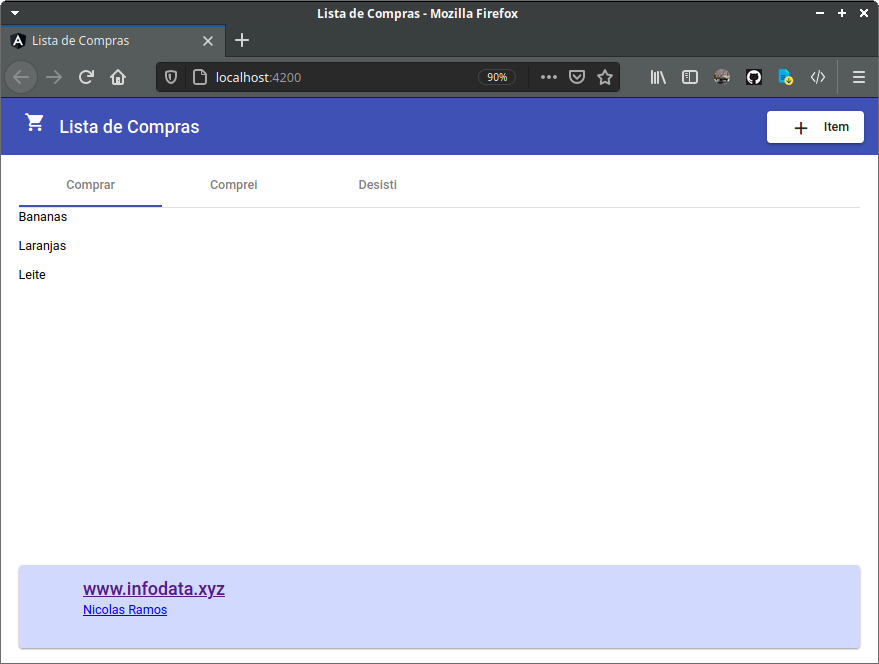 Lista de Compras - Mozilla Firefox
Lista de Compras
localhost:4200 90%
Lista de Compras
Item
Comprar Comprei Desisti
Bananas
Laranjas
Leite
www.infodata.xyz
Nicolas Ramos